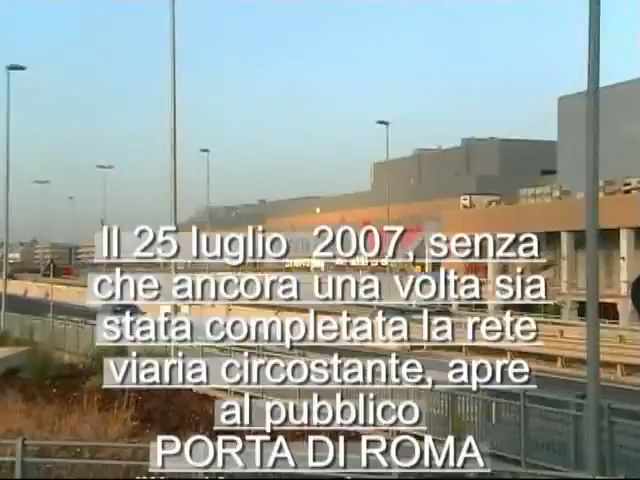 Il 25 luglio 2007, senza
che ancora una volta sia
stata completata la rete
viaria circostante, apre
al pubblico
PORTA DI ROMA